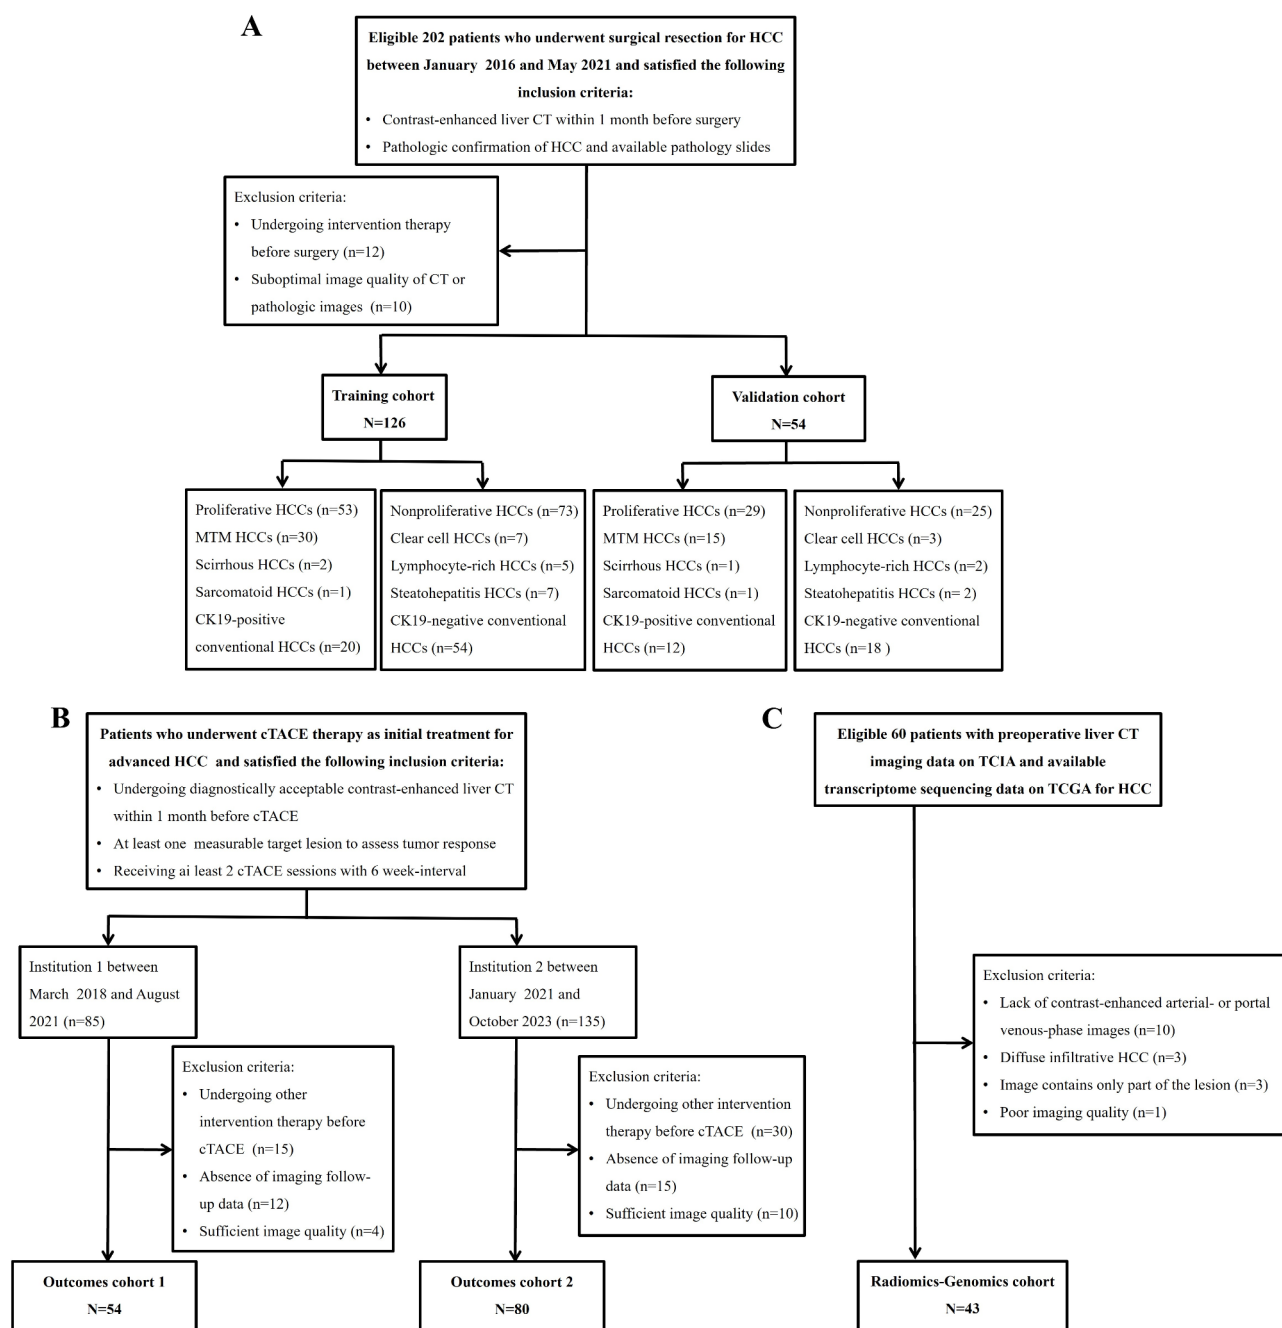 A
Eligible 202 patients who underwent surgical resection for HCC
between January 2016 and May 2021 and satisfied the following
inclusion criteria:
• Contrast-enhanced liver CT within 1 month before surgery
• Pathologic confirmation of HCC and available pathology slides
Exclusion criteria:
• Undergoing intervention therapy
before surgery (n=12)
• Suboptimal image quality of CT or
pathologic images (n=10)
Training cohort
N=126
Validation cohort
N=54
Proliferative HCCs (n=53)
MTM HCCs (n=30)
Scirrhous HCCs (n=2)
Sarcomatoid HCCs (n=1)
CK19-positive
conventional HCCs (n=20)
Nonproliferative HCCs (n=73)
Clear cell HCCs (n=7)
Lymphocyte-rich HCCs (n=5)
Steatohepatitis HCCs (n=7)
CK19-negative conventional
HCCs (n=54)
Proliferative HCCs (n=29)
MTM HCCs (n=15)
Scirrhous HCCs (n=1)
Sarcomatoid HCCs (n=1)
CK19-positive conventional
HCCs (n=12)
Nonproliferative HCCs (n=25)
Clear cell HCCs (n=3)
Lymphocyte-rich HCCs (n=2)
Steatohepatitis HCCs (n= 2)
CK19-negative conventional
HCCs (n=18 )
B
Patients who underwent cTACE therapy as initial treatment for
advanced HCC and satisfied the following inclusion criteria:
• Undergoing diagnostically acceptable contrast-enhanced liver CT
within 1 month before cTACE
• At least one measurable target lesion to assess tumor response
• Receiving ai least 2 cTACE sessions with 6 week-interval
Institution 1 between
March 2018 and August
2021 (n=85)
Institution 2 between
January 2021 and
October 2023 (n=135)
Exclusion criteria:
• Undergoing other
intervention therapy before
cTACE (n=15)
• Absence of imaging follow-
up data (n=12)
• Sufficient image quality (n=4)
Exclusion criteria:
• Undergoing other intervention
therapy before cTACE (n=30)
• Absence of imaging follow-up
data (n=15)
• Sufficient image quality (n=10)
Outcomes cohort 1
N=54
Outcomes cohort 2
N=80
C
Eligible 60 patients with preoperative liver CT
imaging data on TCIA and available
transcriptome sequencing data on TCGA for HCC
Exclusion criteria:
• Lack of contrast-enhanced arterial- or portal
venous-phase images (n=10)
• Diffuse infiltrative HCC (n=3)
• Image contains only part of the lesion (n=3)
• Poor imaging quality (n=1)
Radiomics-Genomics cohort
N=43